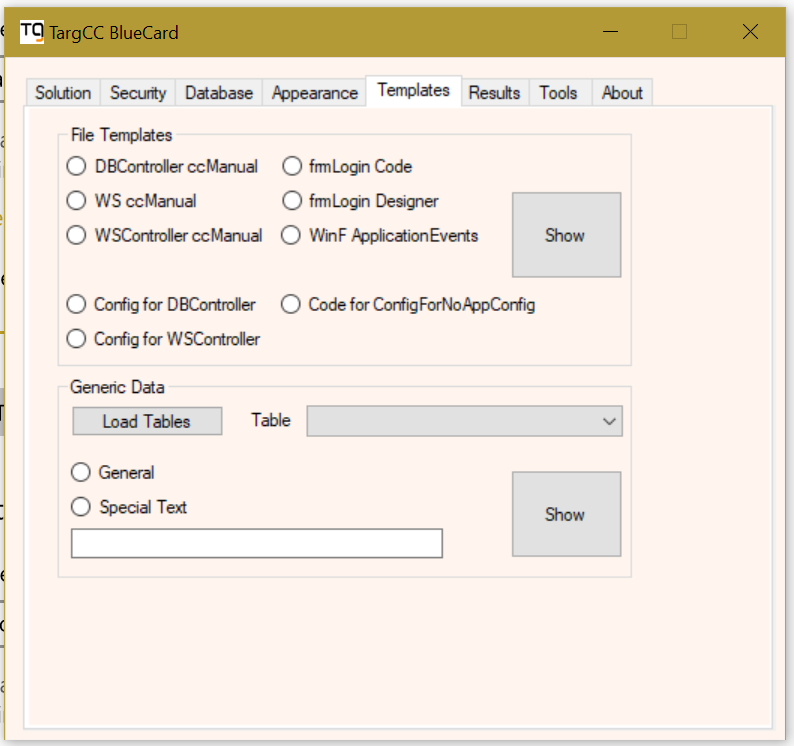 TG TargCC BlueCard
Solution Security Database Appearance Templates Results Tools About
File Templates
DBController ccManual frmLogin Code
WS ccManual frmLogin Designer
WSController ccManual WinF ApplicationEvents
Show
Config for DBController Code for ConfigForNoAppConfig
Config for WSController
Generic Data
Load Tables Table
General
Special Text
Show